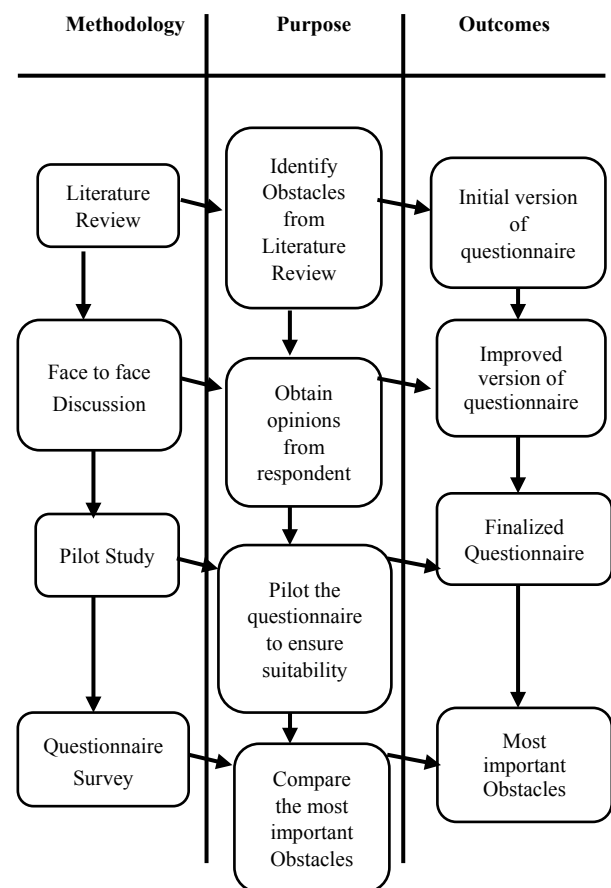 Methodology Purpose Outcomes
Literature
Review
Identify
Obstacles
from
Literature
Review
Initial version
of
questionnaire
Face to face
Discussion
Obtain
opinions
from
respondent
Improved
version of
questionnaire
Pilot Study
Pilot the
questionnaire
to ensure
suitability
Finalized
Questionnaire
Questionnaire
Survey
Compare
the most
important
Obstacles
Most
important
Obstacles